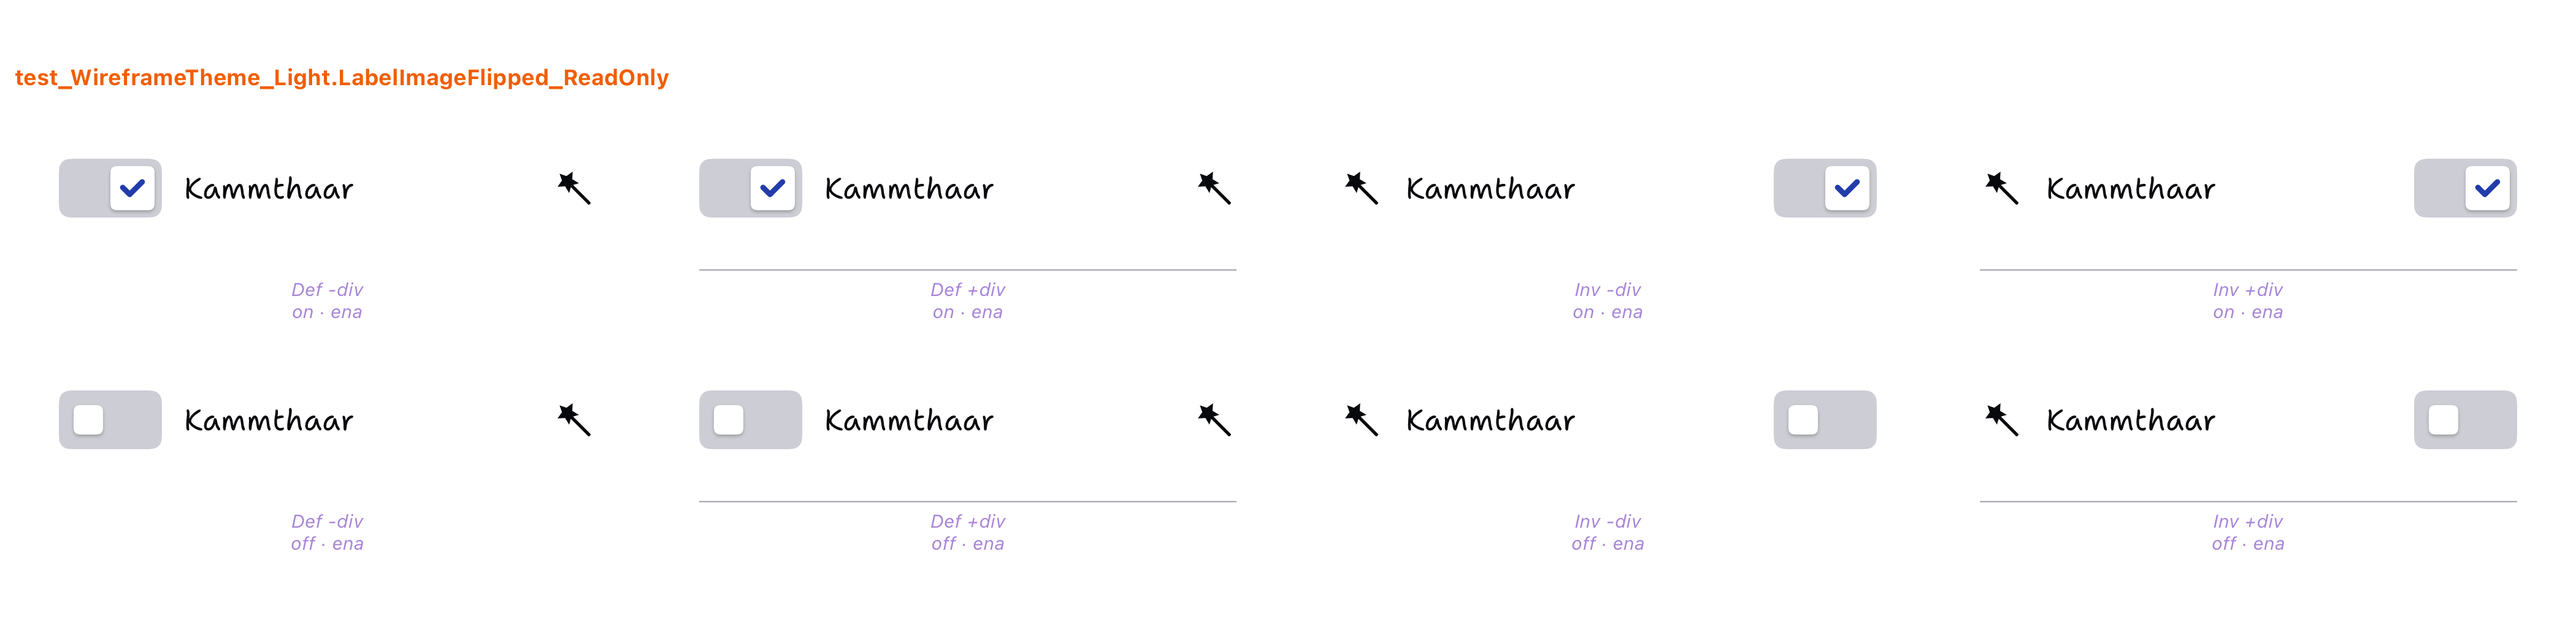 test_WireframeTheme_Light.LabelImageFlipped_ReadOnly
Kammthaar
Kammthaar
Kammthaar
Kammthaar
Def -div
on · ena
Def +div
on · ena
Inv -div
on · ena
Inv +div
on · ena
Kammthaar
Kammthaar
Kammthaar
Kammthaar
Def -div
off · ena
Def +div
off · ena
Inv -div
off · ena
Inv +div
off · ena